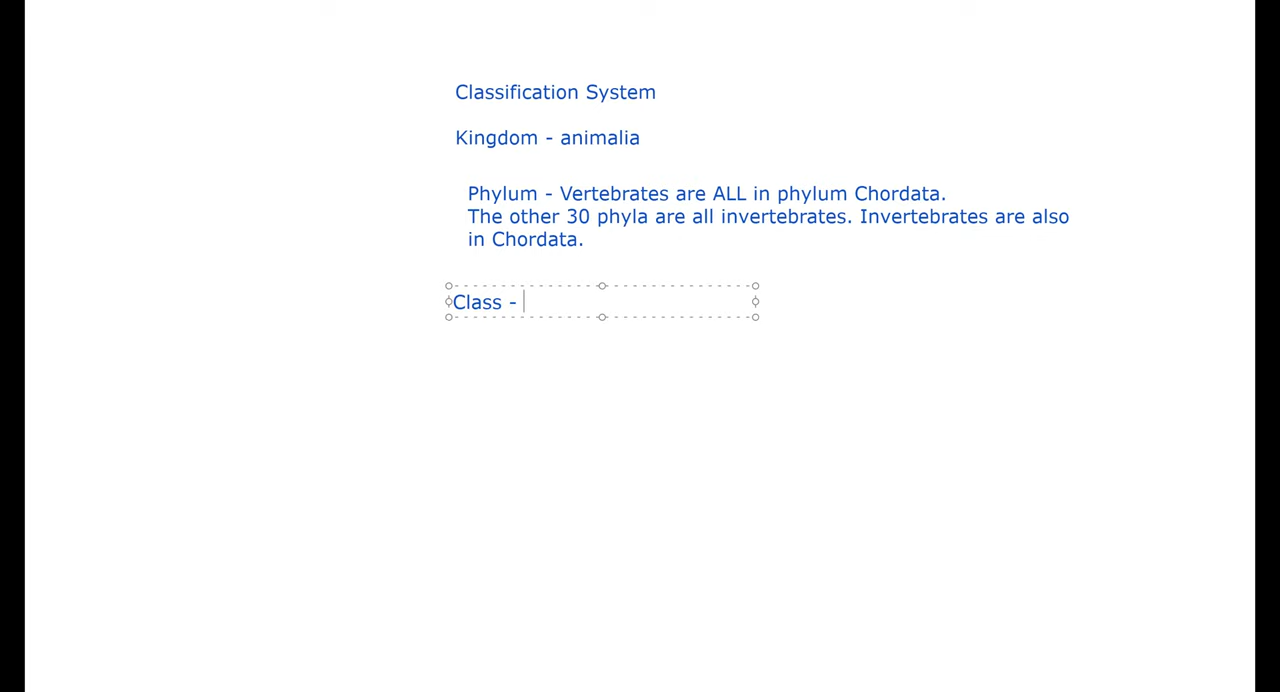 Classification System
Kingdom - animalia
Phylum - Vertebrates are ALL in phylum Chordata.
The other 30 phyla are all invertebrates. Invertebrates are also
in Chordata.
Class -